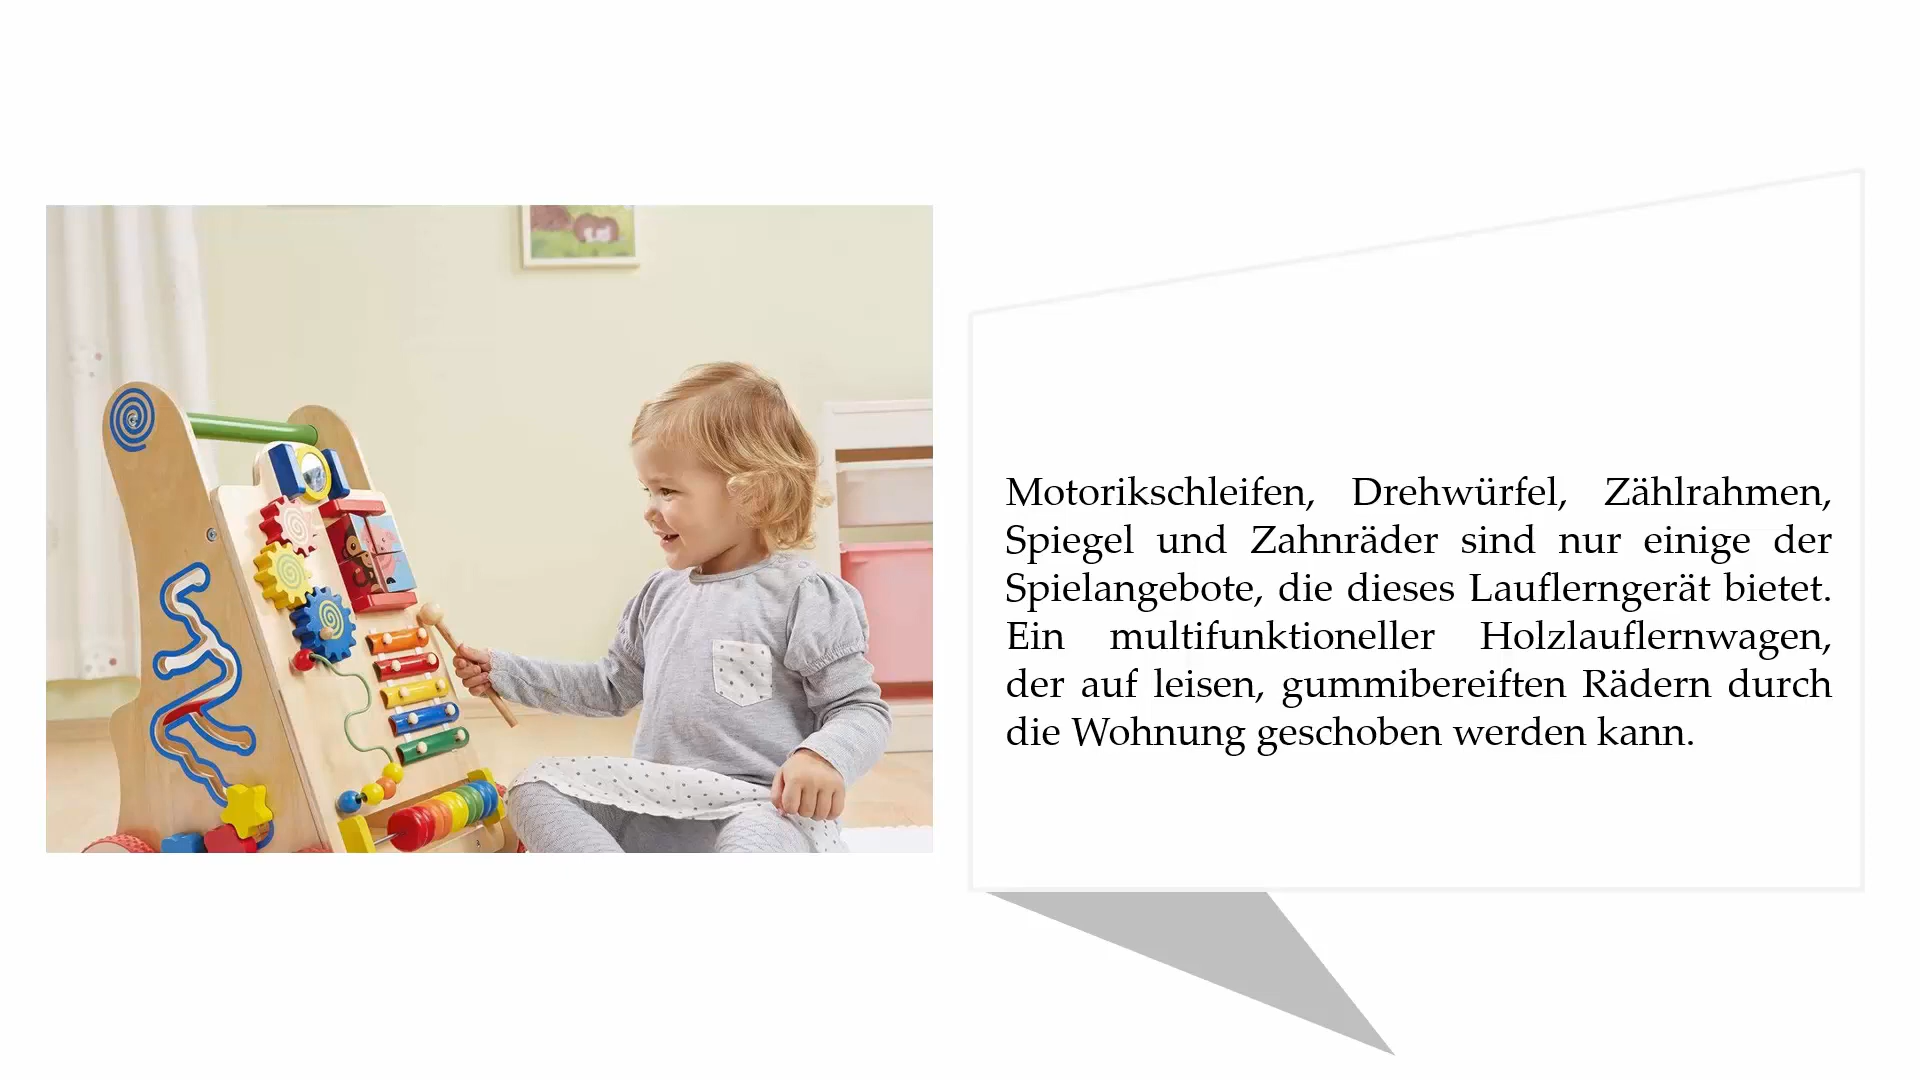 Motorikschleifen, Drehwürfel, Zählrahmen,
Spiegel und Zahnräder sind nur einige der
Spielangebote, die dieses Lauflerngerät bietet.
Ein multifunktioneller Holzlauflernwagen,
der auf leisen, gummibereiften Rädern durch
die Wohnung geschoben werden kann.